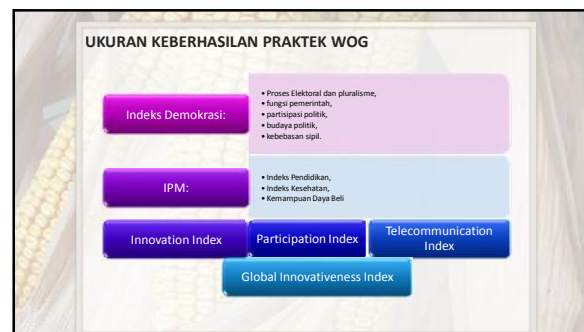 UKURAN KEBERHASILAN PRAKTEK WOG
Indeks Demokrasi:
• Proses Elektoral dan pluralisme,
• fungsi pemerintah,
• partisipasi politik,
• budaya politik,
• kebebasan sipil.
IPM:
• Indeks Pendidikan,
• Indeks Kesehatan,
• Kemampuan Daya Beli
Innovation Index
Participation Index
Telecommunication
Index
Global Innovativeness Index